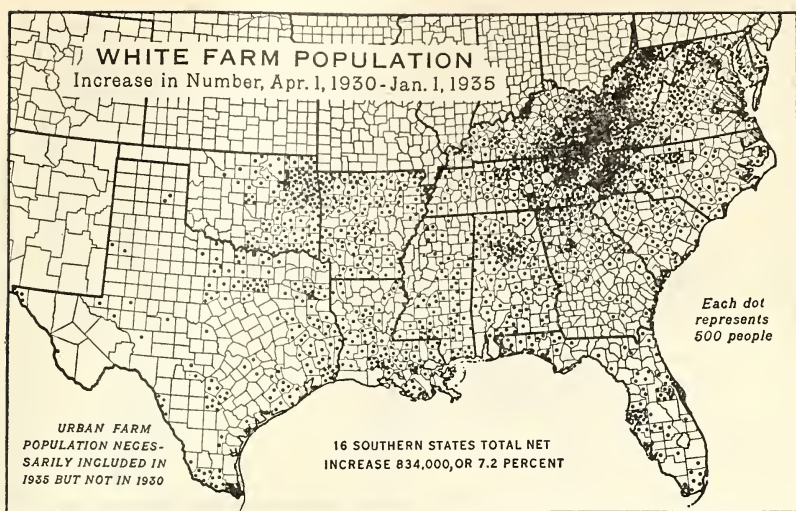 WHITE FARM POPULATION
Increase in Number, Apr. 1, 1930-Jan. 1, 1935
Each dot
represents
500 people
URBAN FARM
POPULATION NECES-
SARILY INCLUDED IN
1935 BUT NOT IN 1930
16 SOUTHERN STATES TOTAL NET
INCREASE 834,000, OR 7.2 PERCENT